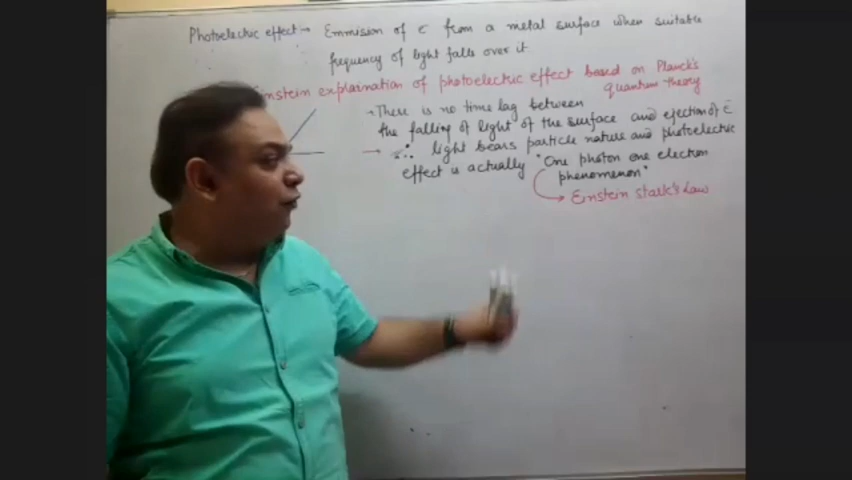 Photoelectric effect → Emmision of ē from a metal surface when suitable
frequency of light falls over it.
Einstein explaination of photoelectric effect based on Planck's
quantum theory
→ There is no time lag between
the falling of light of the surface and ejection of ē
→ ∵ light bears particle nature and photoelectric
effect is actually "One photon one electron
phenomenon"
→ Einstein stark's Law